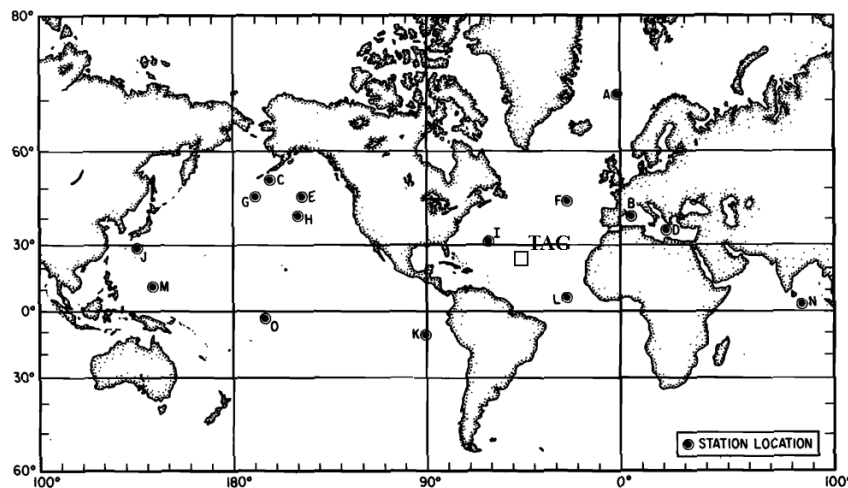 80°
A
60°
C
G E
F
H
B
D
I
TAG
30°
J
M
L
N
0°
O
K
30°
STATION LOCATION
60°
100° 180° 90° 0° 100°